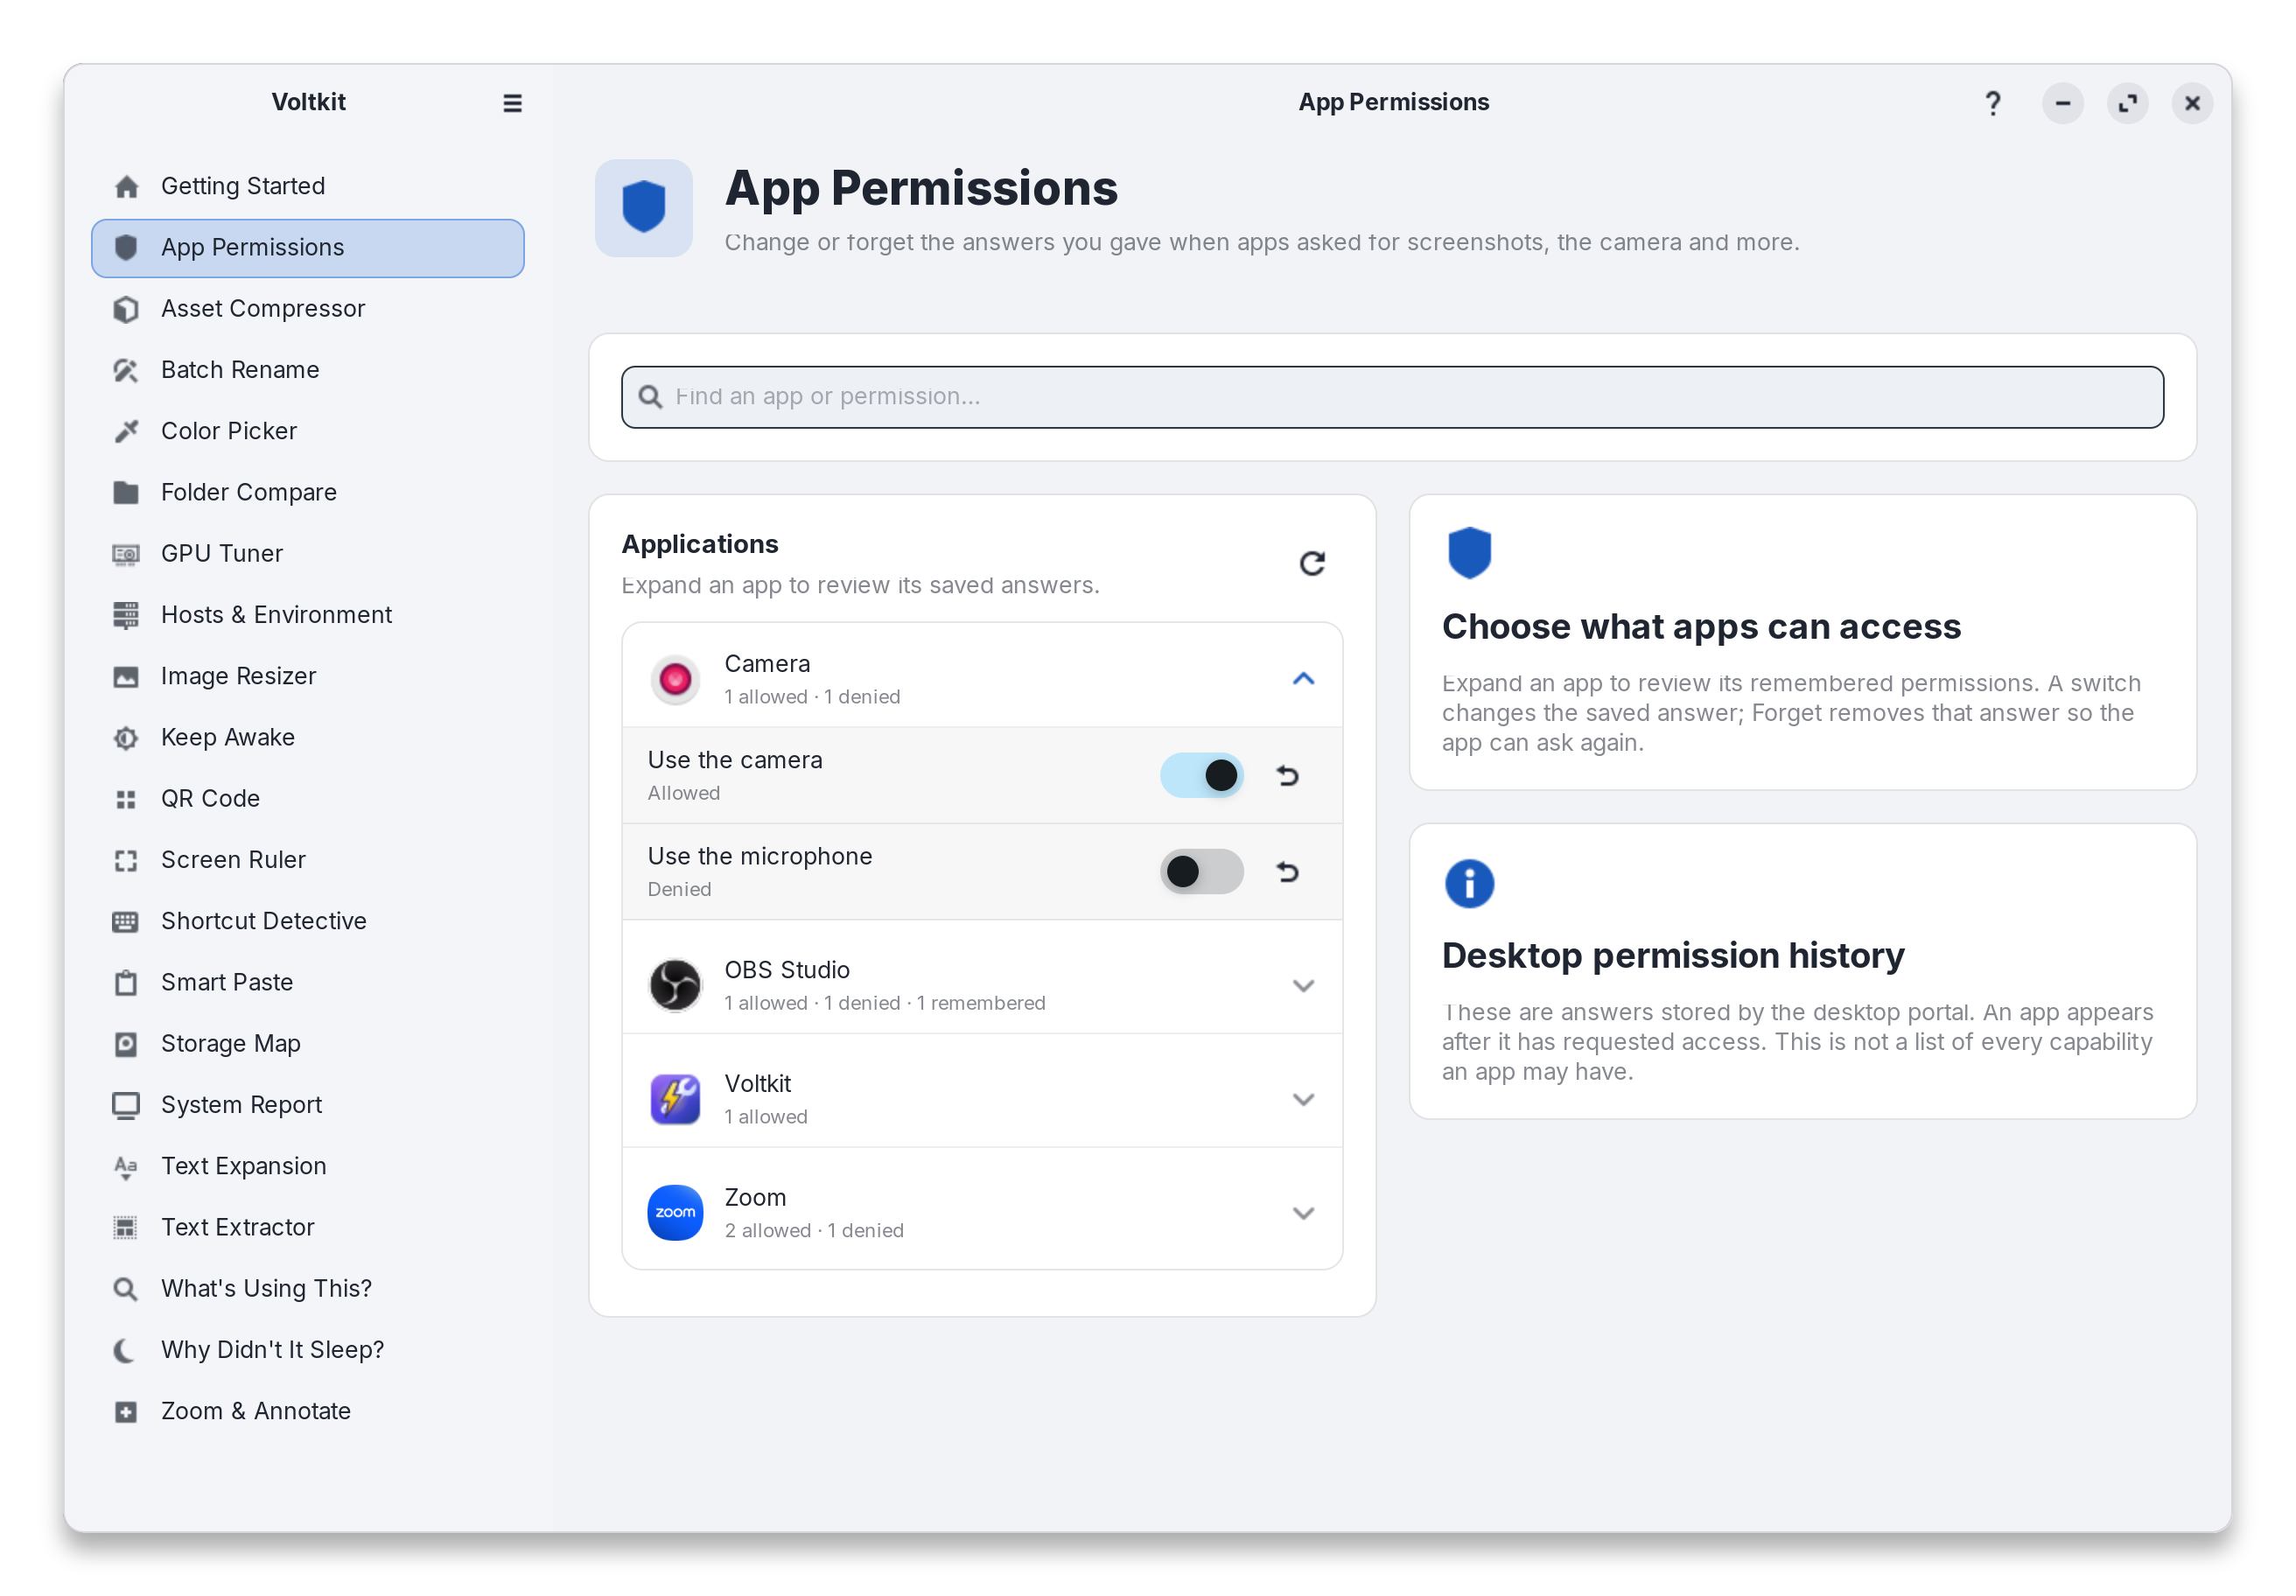 Voltkit
App Permissions
?
Getting Started
App Permissions
Asset Compressor
Batch Rename
Color Picker
Folder Compare
GPU Tuner
Hosts & Environment
Image Resizer
Keep Awake
QR Code
Screen Ruler
Shortcut Detective
Smart Paste
Storage Map
System Report
Text Expansion
Text Extractor
What's Using This?
Why Didn't It Sleep?
Zoom & Annotate
App Permissions
Change or forget the answers you gave when apps asked for screenshots, the camera and more.
Find an app or permission...
Applications
Expand an app to review its saved answers.
Camera
1 allowed · 1 denied
Use the camera
Allowed
Use the microphone
Denied
OBS Studio
1 allowed · 1 denied · 1 remembered
Voltkit
1 allowed
zoom
Zoom
2 allowed · 1 denied
Choose what apps can access
Expand an app to review its remembered permissions. A switch
changes the saved answer; Forget removes that answer so the
app can ask again.
Desktop permission history
These are answers stored by the desktop portal. An app appears
after it has requested access. This is not a list of every capability
an app may have.